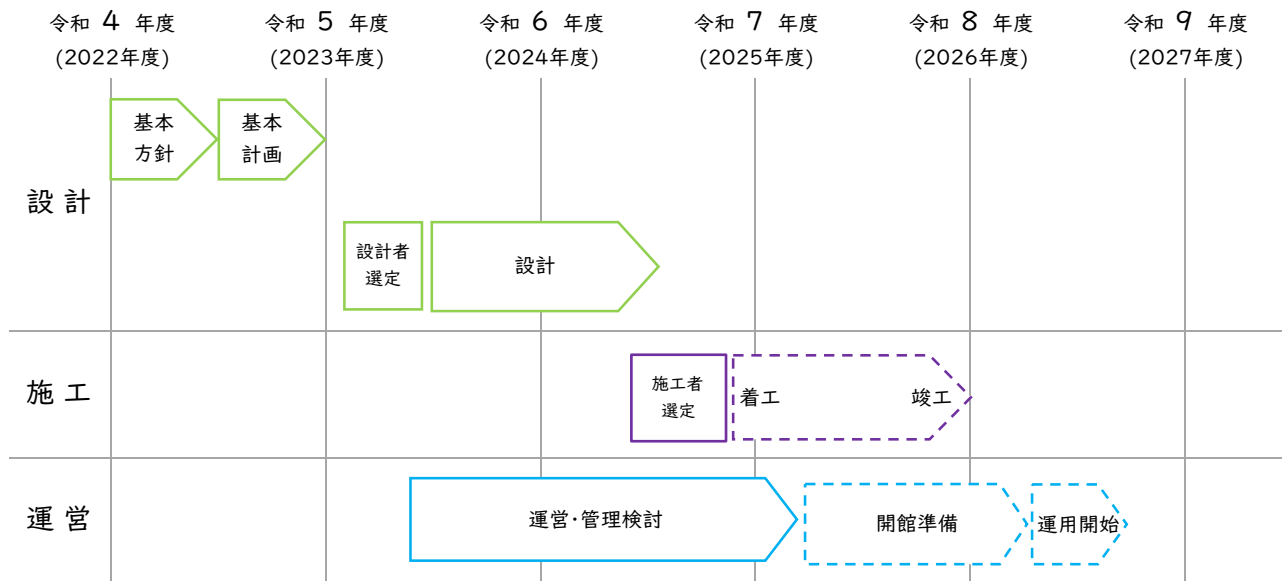 令和 4 年度
(2022年度)
令和 5 年度
(2023年度)
令和 6 年度
(2024年度)
令和 7 年度
(2025年度)
令和 8 年度
(2026年度)
令和 9 年度
(2027年度)
設計
基本
方針
基本
計画
設計者
選定
設計
施工
施工者
選定
着工
竣工
運営
運営・管理検討
開館準備
運用開始